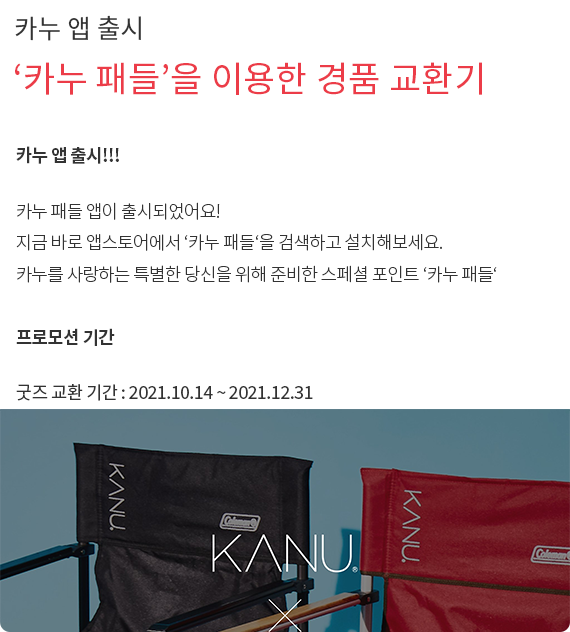 카누 앱 출시
‘카누 패들’을 이용한 경품 교환기
카누 앱 출시!!!
카누 패들 앱이 출시되었어요!
지금 바로 앱스토어에서 ‘카누 패들‘을 검색하고 설치해보세요.
카누를 사랑하는 특별한 당신을 위해 준비한 스페셜 포인트 ‘카누 패들‘
프로모션 기간
굿즈 교환 기간 : 2021.10.14 ~ 2021.12.31
KANU.
Coleman®
KANU.
Coleman®
KANU®
×